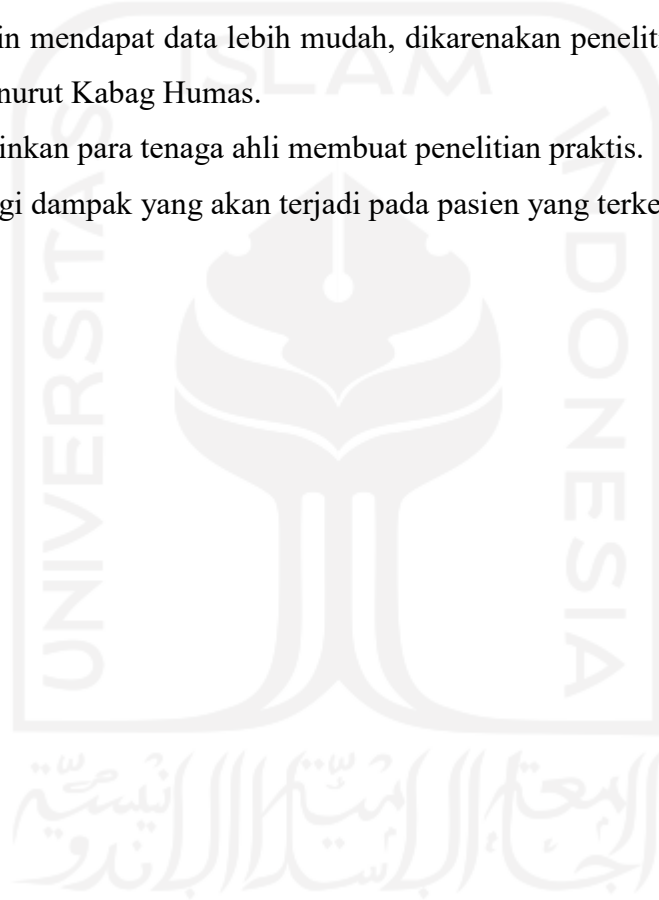 in mendapat data lebih mudah, dikarenakan penelit
nurut Kabag Humas.
inkan para tenaga ahli membuat penelitian praktis.
gi dampak yang akan terjadi pada pasien yang terke
UNIVERSITAS
ISLAM
INDONESIA